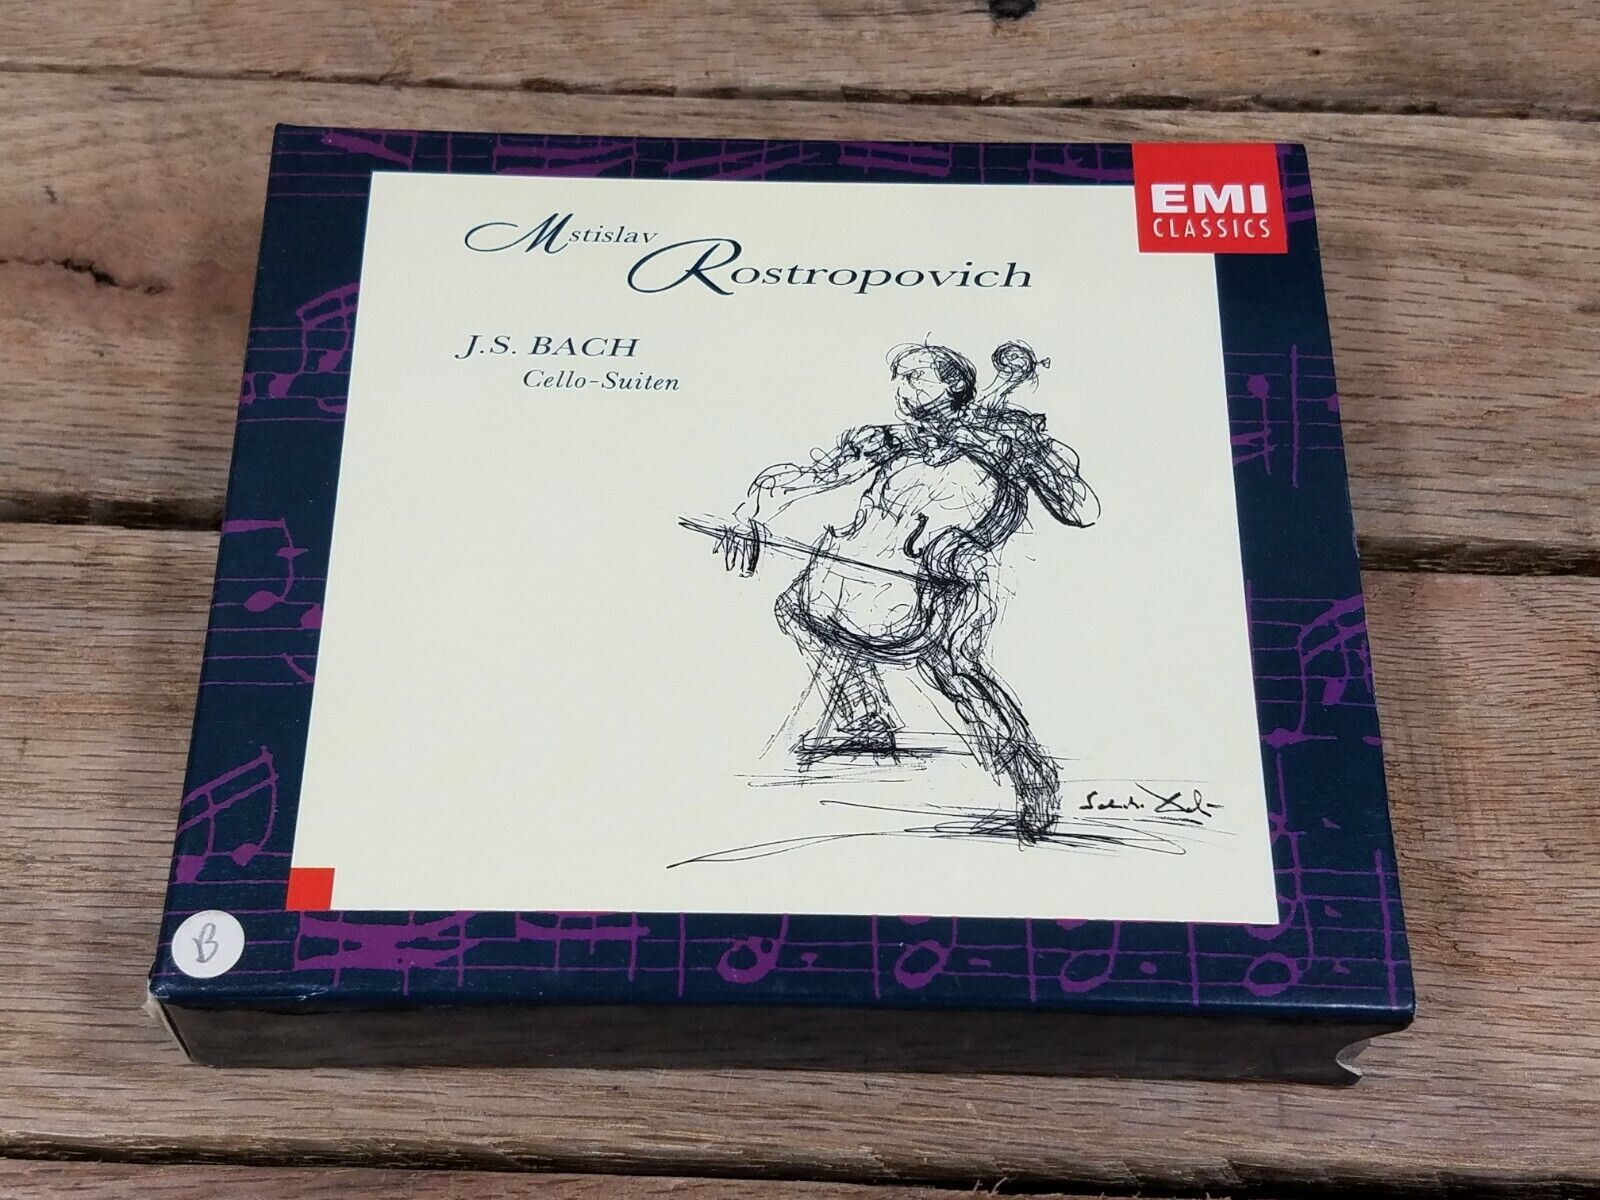 Mstislav
Rostropovich
J.S. BACH
Cello-Suiten
EMI
CLASSICS
B